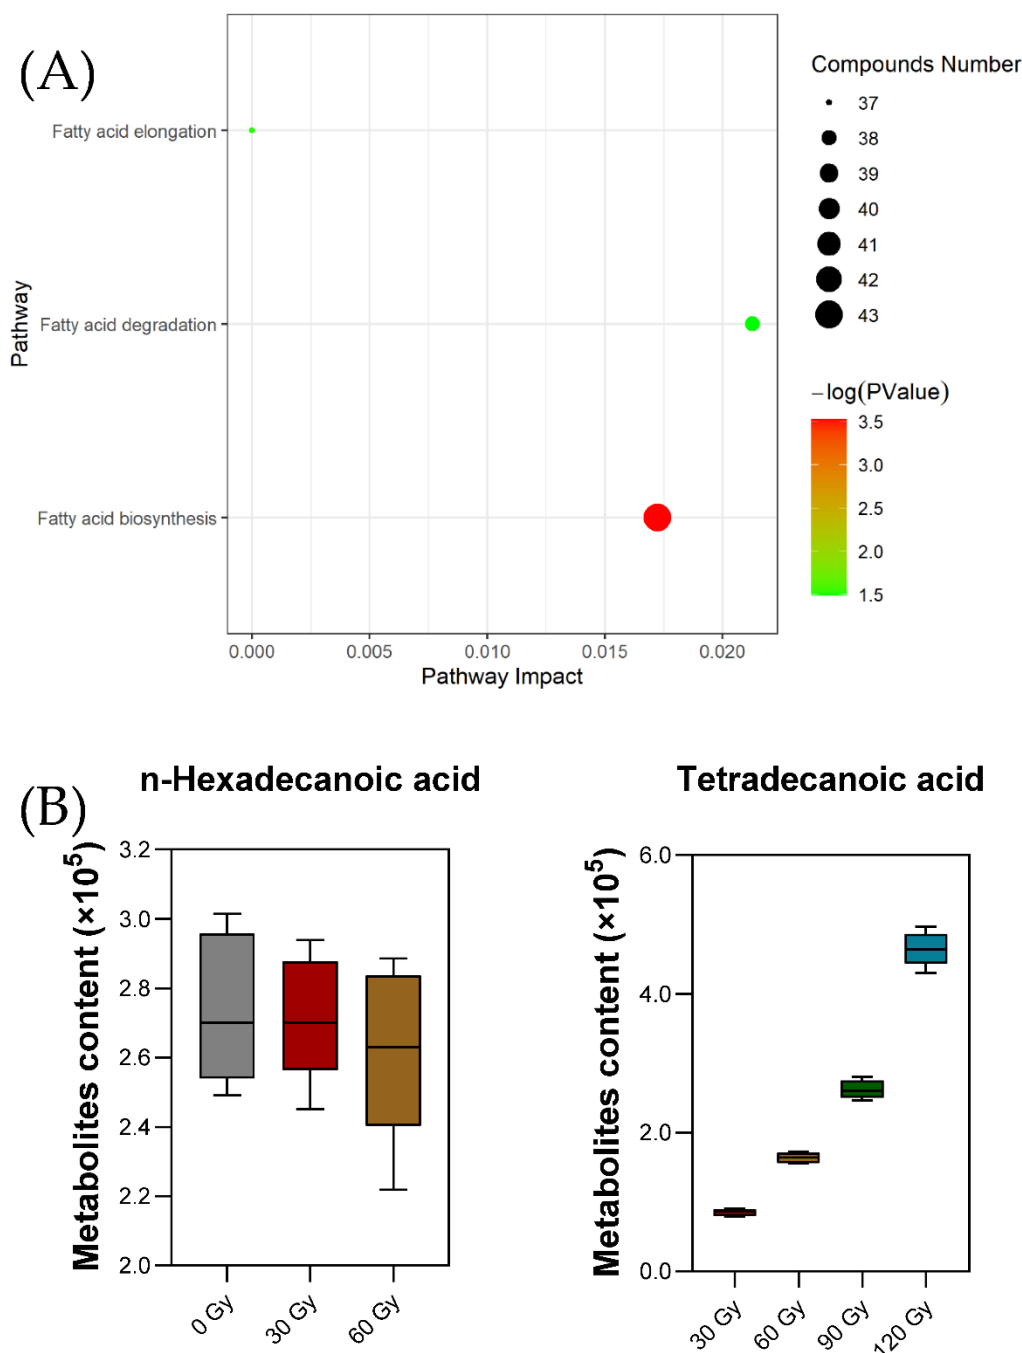 (A)
Fatty acid elongation
Fatty acid degradation
Fatty acid biosynthesis
Pathway
0.000 0.005 0.010 0.015 0.020
Pathway Impact
Compounds Number
37
38
39
40
41
42
43
−log(PValue)
3.5
3.0
2.5
2.0
1.5
(B)
n-Hexadecanoic acid
Metabolites content (×10⁵)
3.2
3.0
2.8
2.6
2.4
2.2
2.0
0 Gy 30 Gy 60 Gy
Tetradecanoic acid
Metabolites content (×10⁵)
6.0
4.0
2.0
0.0
30 Gy 60 Gy 90 Gy 120 Gy